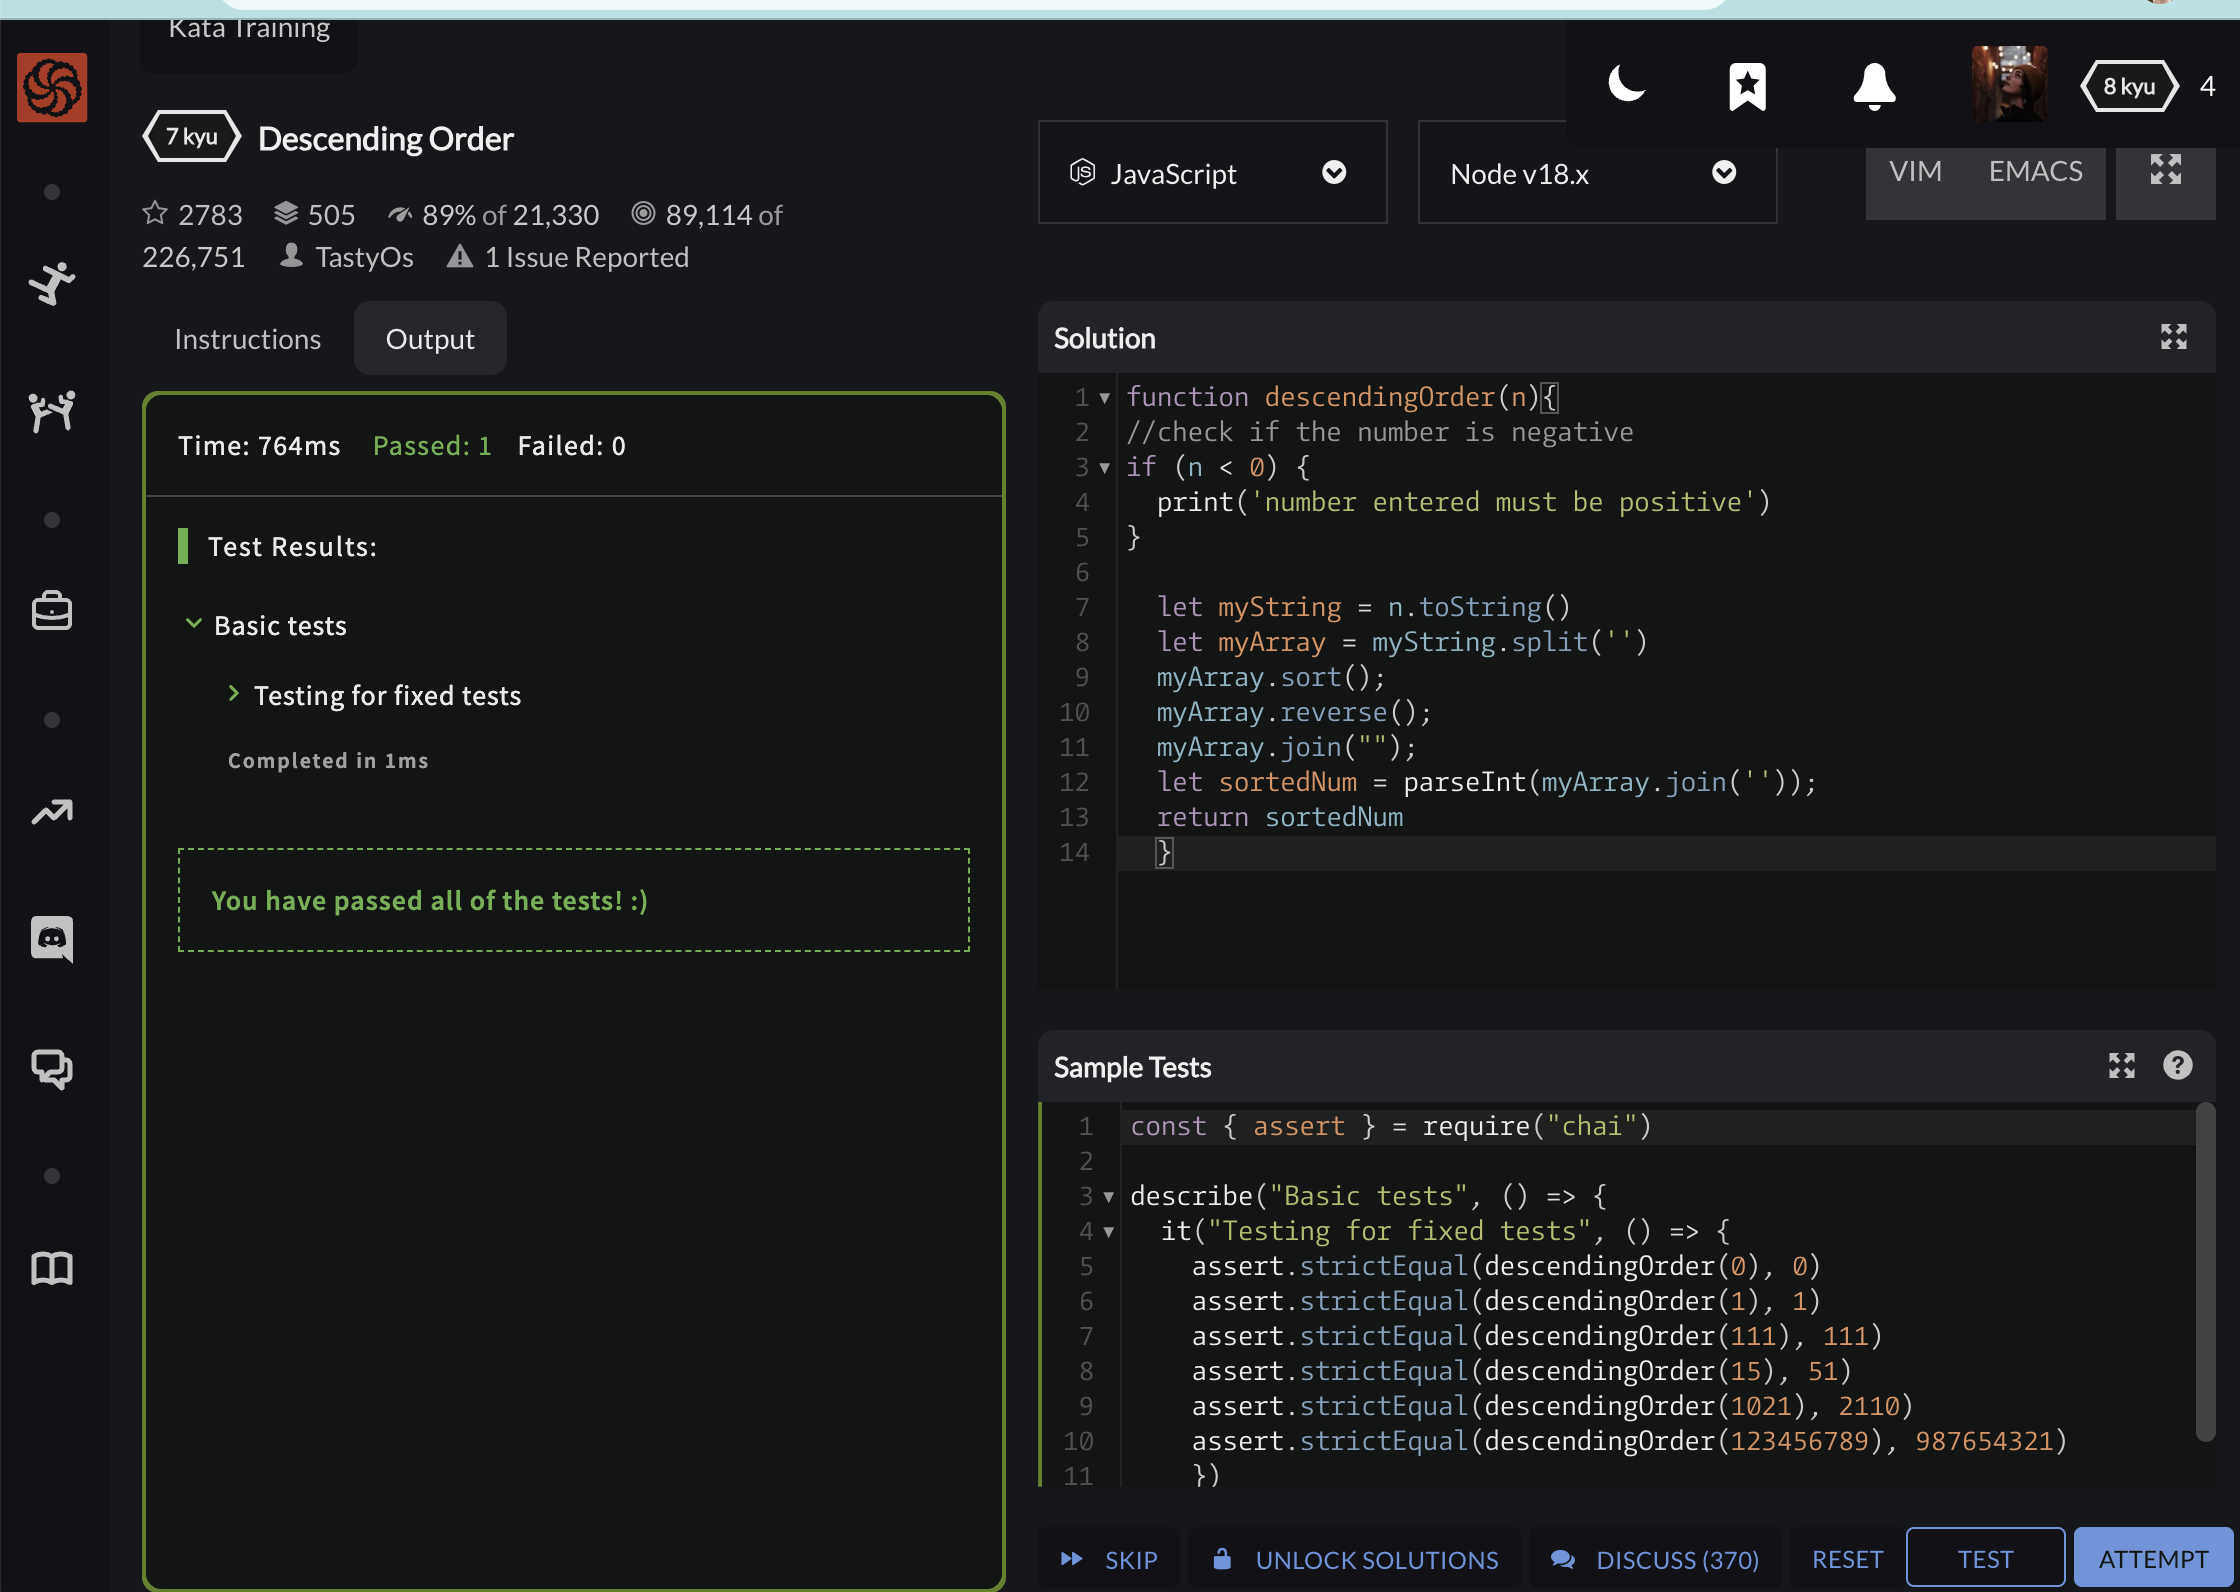 Kata Training
8 kyu
4
7 kyu
Descending Order
2783 505 89% of 21,330 89,114 of
226,751 TastyOs 1 Issue Reported
JavaScript
Node v18.x
VIM EMACS
Instructions
Output
Time: 764ms Passed: 1 Failed: 0
Test Results:
Basic tests
Testing for fixed tests
Completed in 1ms
You have passed all of the tests! :)
Solution
1 function descendingOrder(n){
2 //check if the number is negative
3 if (n < 0) {
4 print('number entered must be positive')
5 }
6
7 let myString = n.toString()
8 let myArray = myString.split('')
9 myArray.sort();
10 myArray.reverse();
11 myArray.join("");
12 let sortedNum = parseInt(myArray.join(''));
13 return sortedNum
14 }
Sample Tests
1 const { assert } = require("chai")
2
3 describe("Basic tests", () => {
4 it("Testing for fixed tests", () => {
5 assert.strictEqual(descendingOrder(0), 0)
6 assert.strictEqual(descendingOrder(1), 1)
7 assert.strictEqual(descendingOrder(111), 111)
8 assert.strictEqual(descendingOrder(15), 51)
9 assert.strictEqual(descendingOrder(1021), 2110)
10 assert.strictEqual(descendingOrder(123456789), 987654321)
11 })
SKIP
UNLOCK SOLUTIONS
DISCUSS (370)
RESET
TEST
ATTEMPT